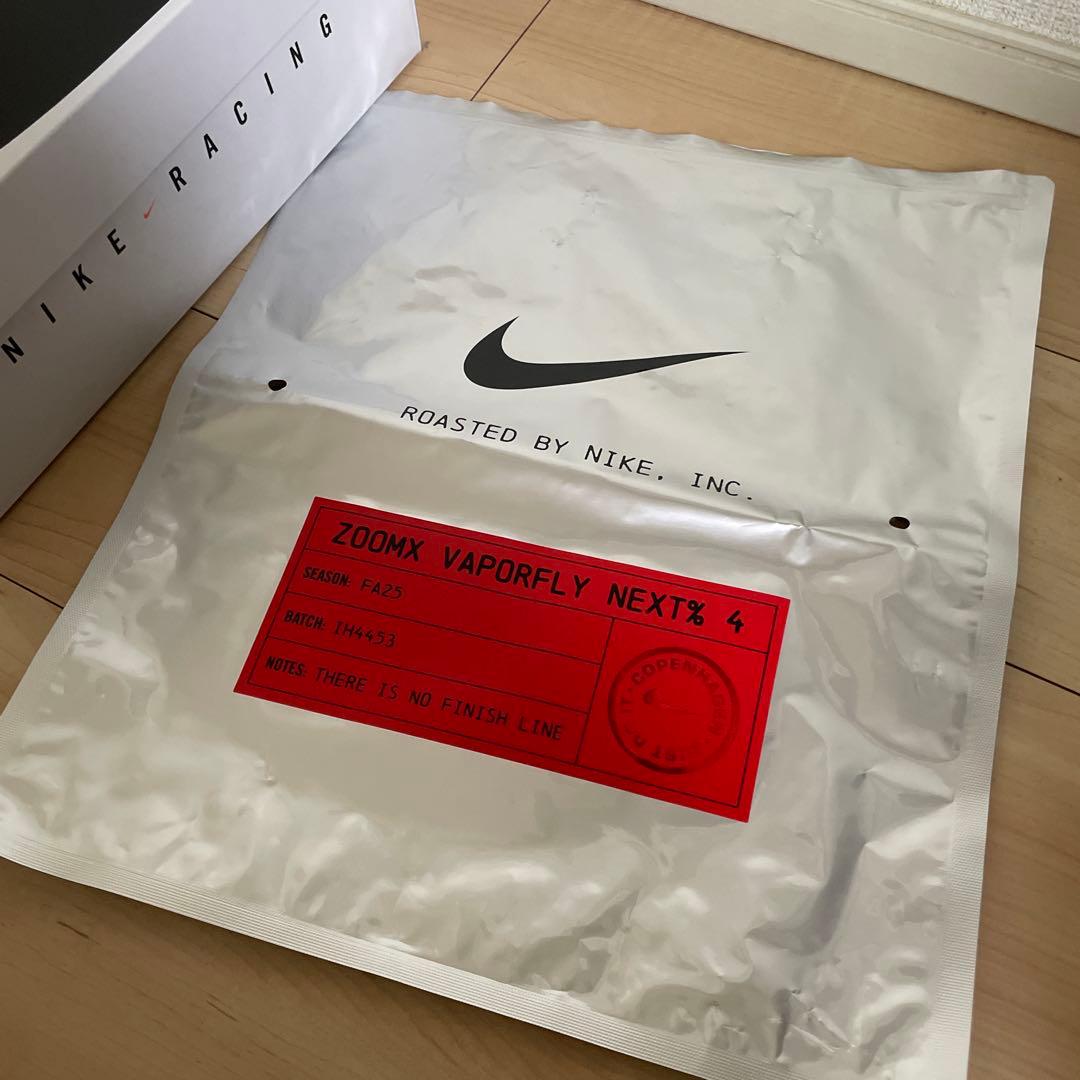 NIKE RACING
ROASTED BY NIKE, INC.
ZOOMX VAPORFLY NEXT% 4
SEASON: FA25
BATCH: IH4453
NOTES: THERE IS NO FINISH LINE
COPENHAGEN